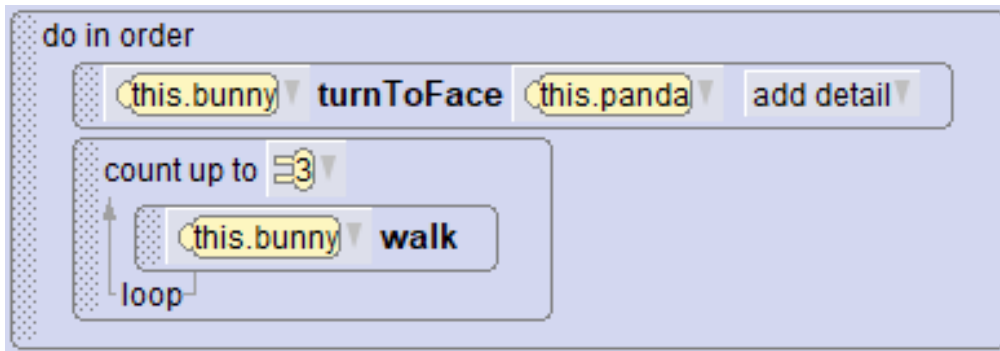 do in order
this.bunny turnToFace this.panda add detail
count up to 3
this.bunny walk
loop